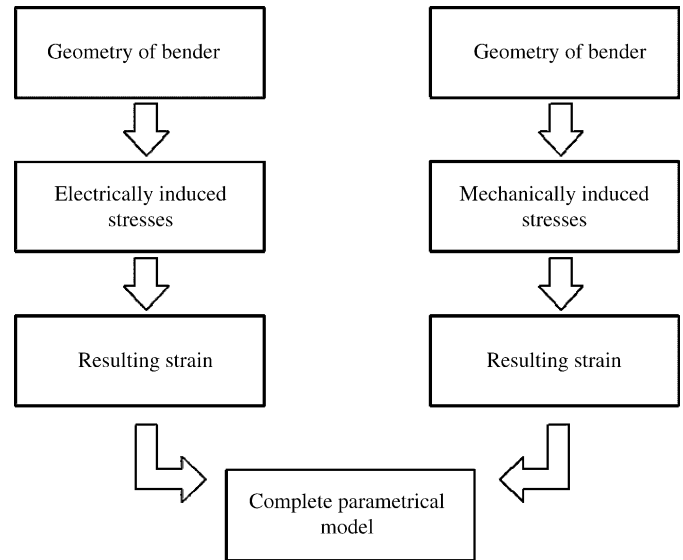 Geometry of bender
Geometry of bender
Electrically induced
stresses
Mechanically induced
stresses
Resulting strain
Resulting strain
Complete parametrical
model